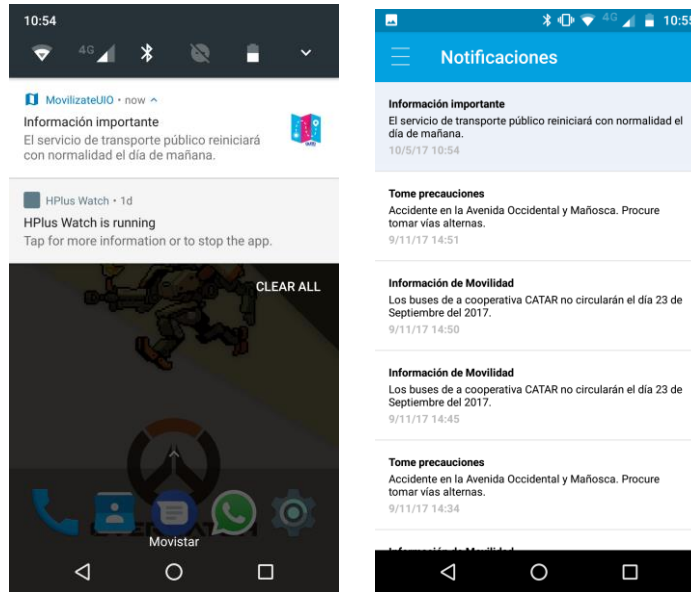 10:54
4G
MovilizateUIO • now
Información importante
El servicio de transporte público reiniciará
con normalidad el día de mañana.
HPlus Watch • 1d
HPlus Watch is running
Tap for more information or to stop the app.
CLEAR ALL
Movistar
4G 10:55
Notificaciones
Información importante
El servicio de transporte público reiniciará con normalidad el
día de mañana.
10/5/17 10:54
Tome precauciones
Accidente en la Avenida Occidental y Mañosca. Procure
tomar vías alternas.
9/11/17 14:51
Información de Movilidad
Los buses de a cooperativa CATAR no circularán el día 23 de
Septiembre del 2017.
9/11/17 14:50
Información de Movilidad
Los buses de a cooperativa CATAR no circularán el día 23 de
Septiembre del 2017.
9/11/17 14:45
Tome precauciones
Accidente en la Avenida Occidental y Mañosca. Procure
tomar vías alternas.
9/11/17 14:34